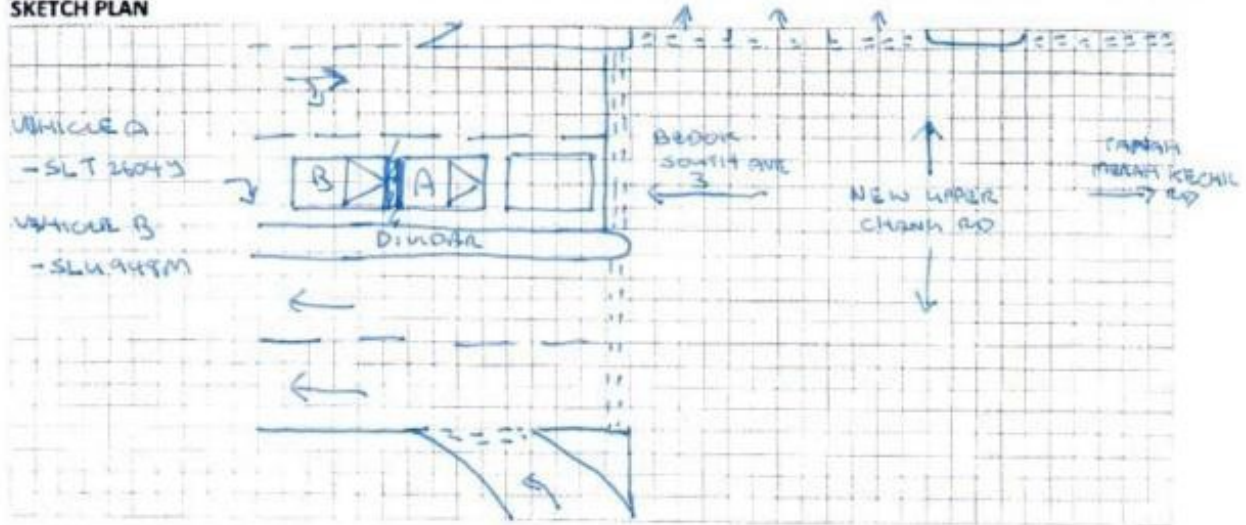 SKETCH PLAN
VEHICLE A
- SLT 2604J
VEHICLE B
- SLU 949M
B
A
DIVIDER
BEDOK
SOUTH AVE
3
NEW UPPER
CHANGI RD
TANAH
MERAH KECHIL
RD